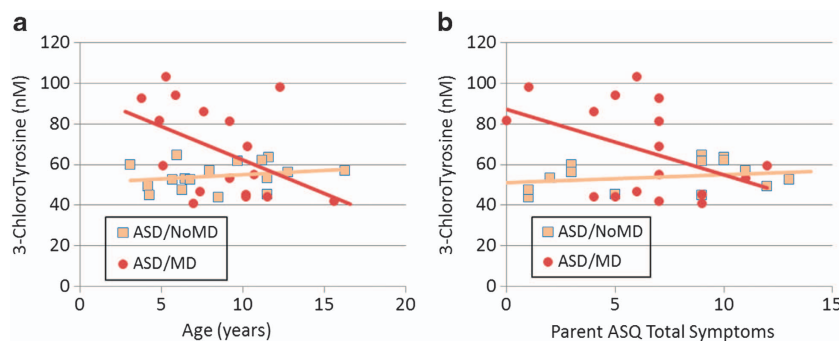 a
3-ChloroTyrosine (nM)
120
100
80
60
40
20
0
ASD/NoMD
ASD/MD
0 5 10 15 20
Age (years)
b
3-ChloroTyrosine (nM)
120
100
80
60
40
20
0
ASD/NoMD
ASD/MD
0 5 10 15
Parent ASQ Total Symptoms